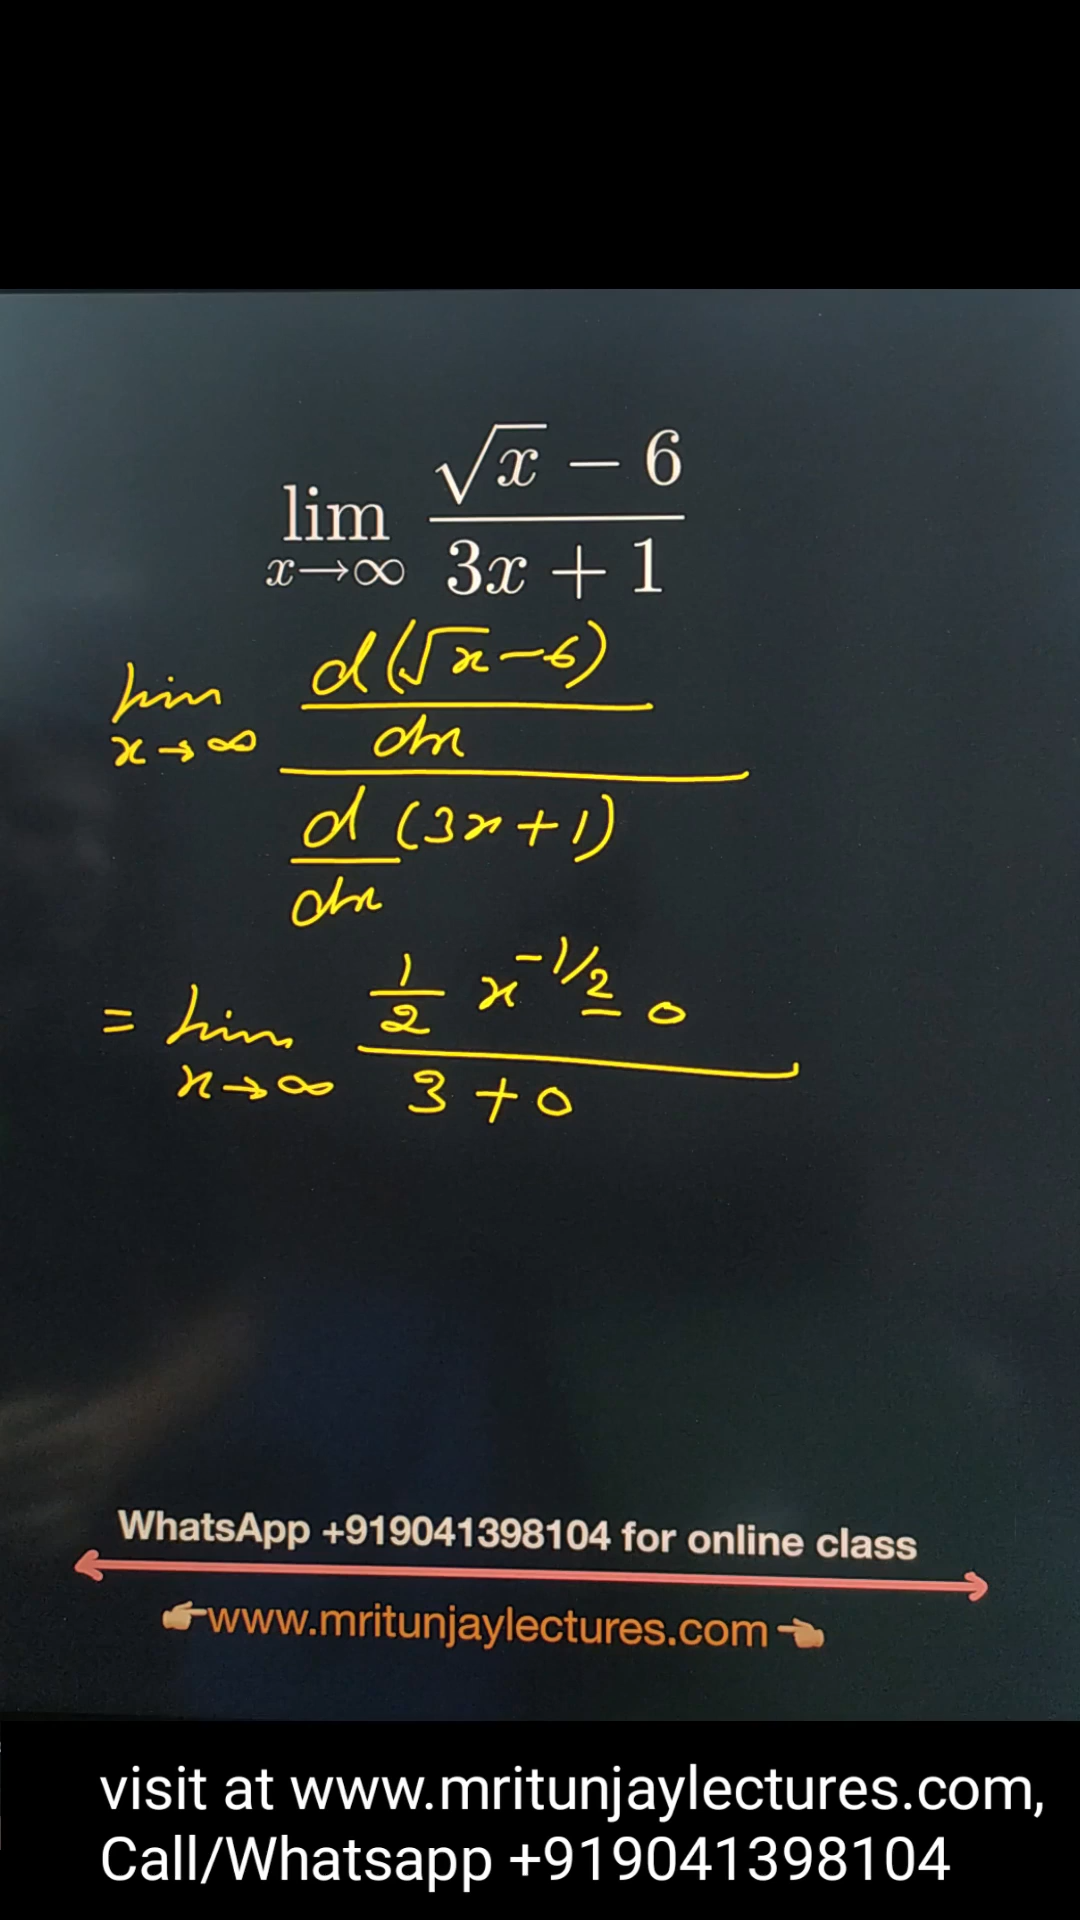 lim x→∞ (√x − 6)/(3x + 1)
lim x→∞ (d(√x−6)/dx)/(d/dx (3x+1))
= lim x→∞ (1/2 x^(-1/2) - 0)/(3+0)
WhatsApp +919041398104 for online class
👉www.mritunjaylectures.com👈
visit at www.mritunjaylectures.com,
Call/Whatsapp +919041398104